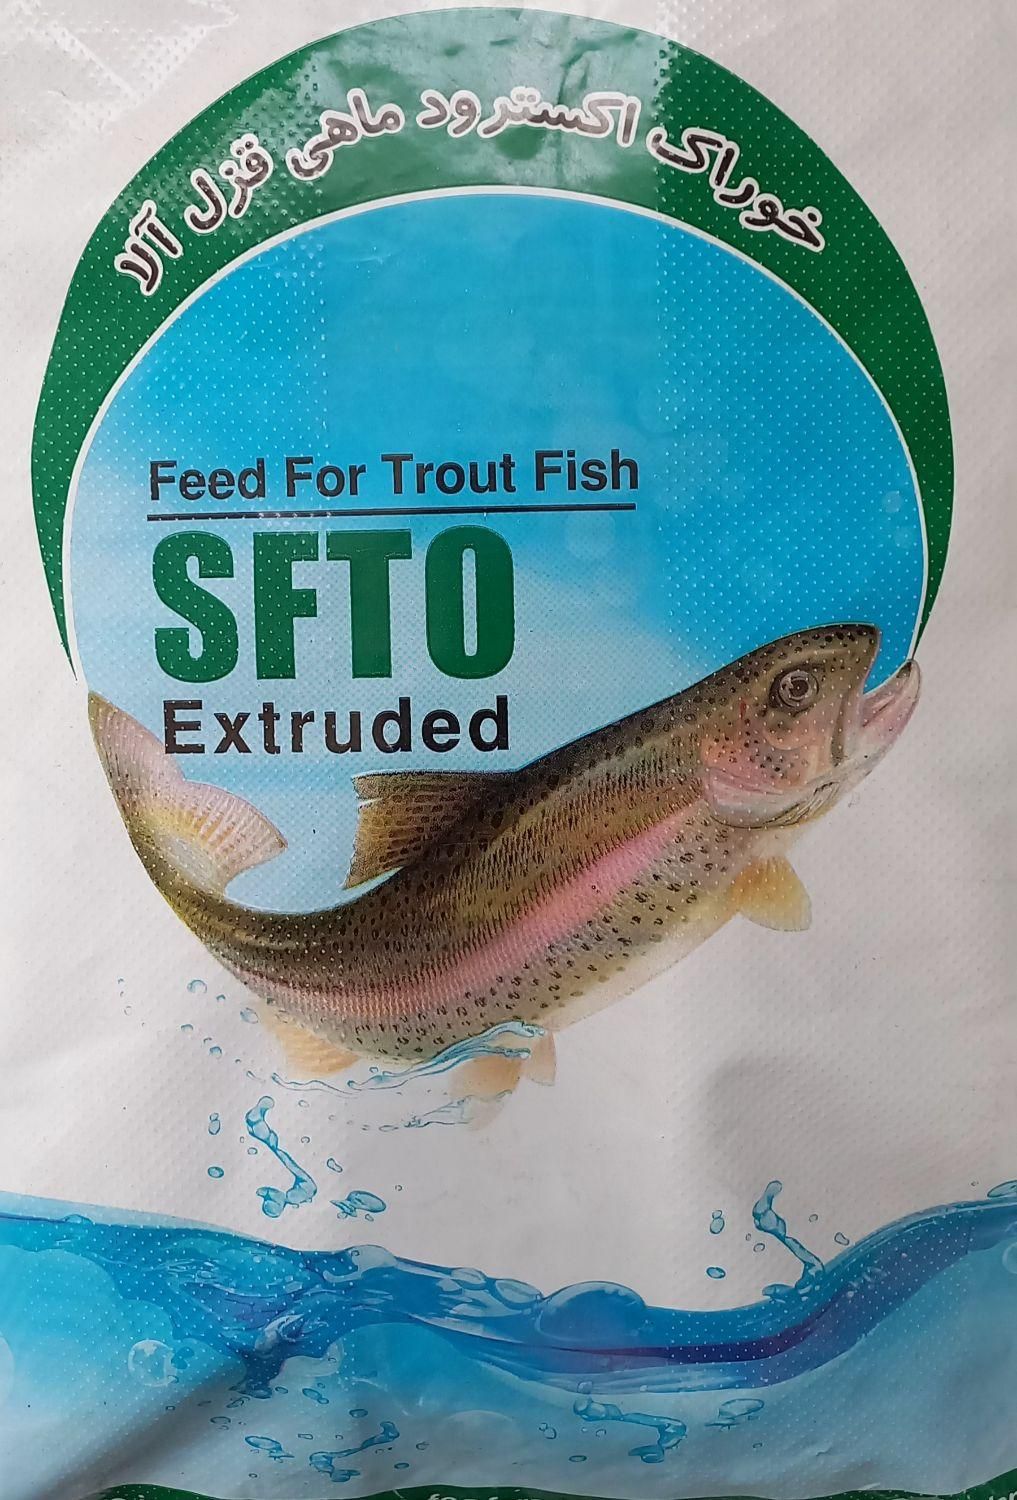 خوراک اکسترود ماهی قزل آلا
Feed For Trout Fish
SFTO
Extruded